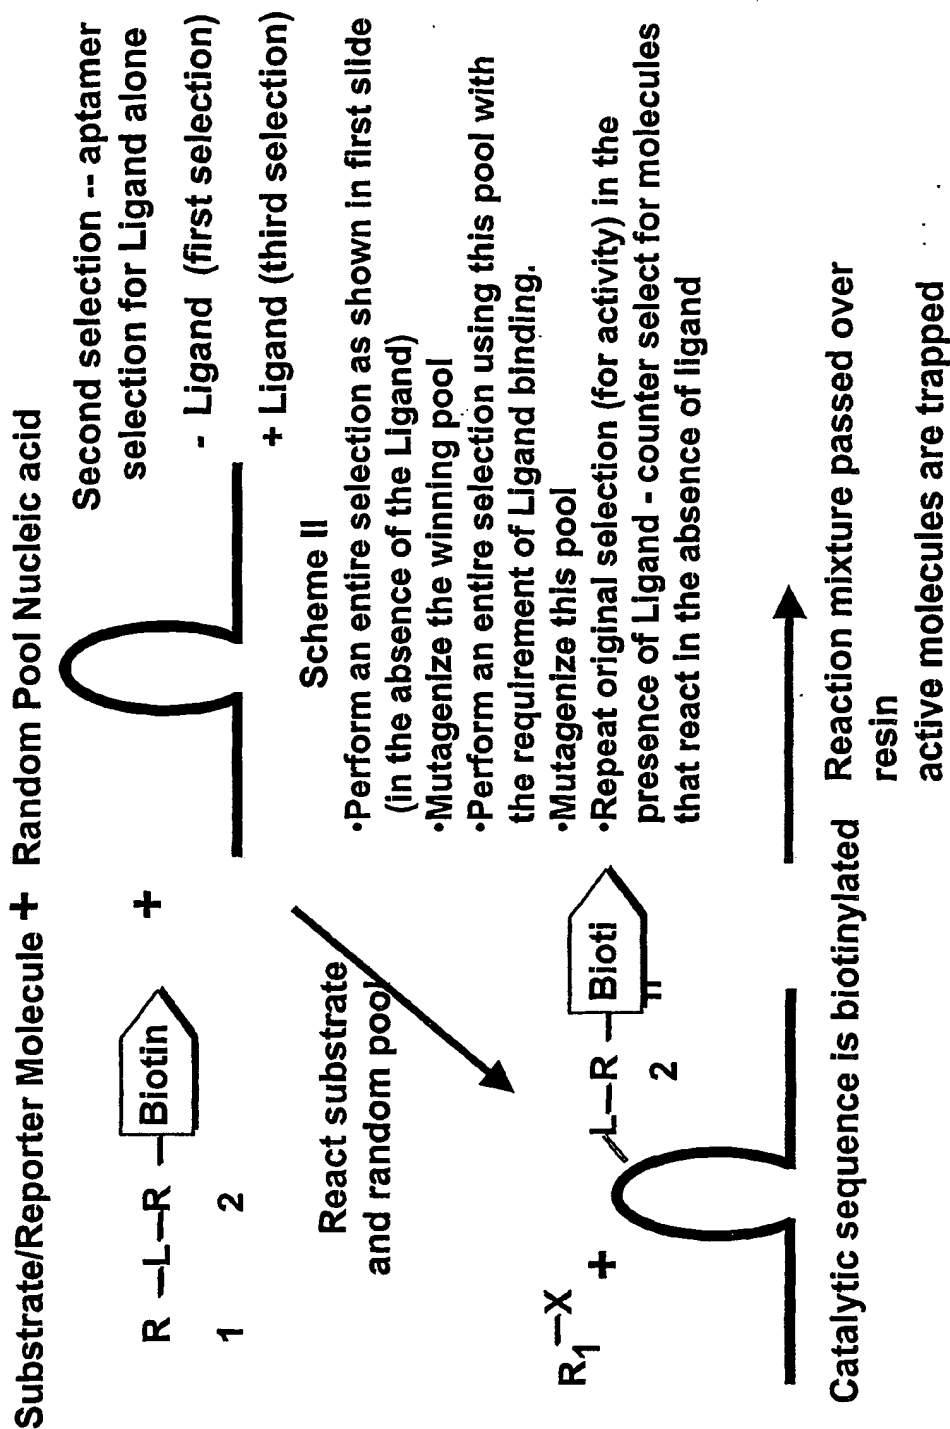 Substrate/Reporter Molecule + Random Pool Nucleic acid
R —L—R — Biotin
1 2
+
Second selection -- aptamer
selection for Ligand alone
- Ligand (first selection)
+ Ligand (third selection)
React substrate
and random pool
Scheme II
•Perform an entire selection as shown in first slide
(in the absence of the Ligand)
•Mutagenize the winning pool
•Perform an entire selection using this pool with
the requirement of Ligand binding.
•Mutagenize this pool
•Repeat original selection (for activity) in the
presence of Ligand - counter select for molecules
that react in the absence of ligand
R1—X
+
L—R — Bioti
2 n
Catalytic sequence is biotinylated
Reaction mixture passed over
resin
active molecules are trapped